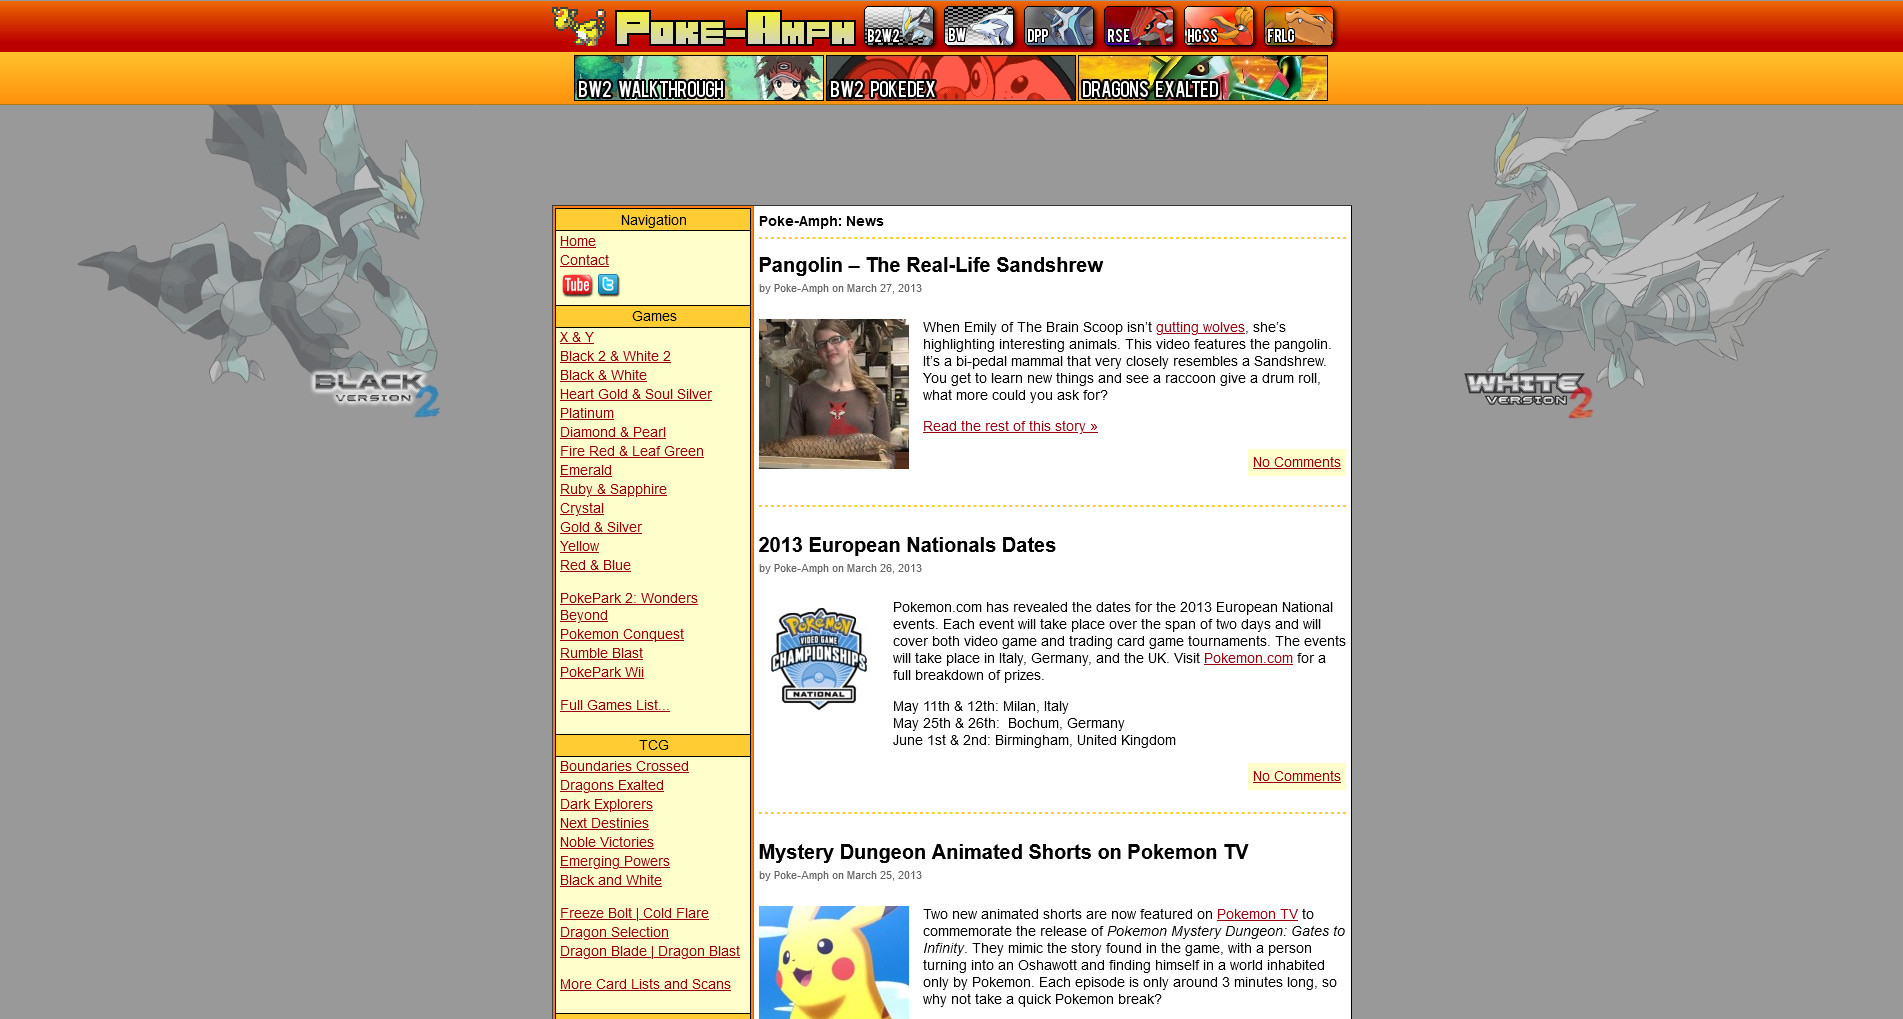 Poke-Amph
B2W2
BW
DPP
RSE
HGSS
FRLG
BW2 WALKTHROUGH
BW2 POKEDEX
DRAGONS EXALTED
BLACK
VERSION 2
WHITE
VERSION 2
Navigation
Home
Contact
Tube
t
Games
X & Y
Black 2 & White 2
Black & White
Heart Gold & Soul Silver
Platinum
Diamond & Pearl
Fire Red & Leaf Green
Emerald
Ruby & Sapphire
Crystal
Gold & Silver
Yellow
Red & Blue
PokePark 2: Wonders
Beyond
Pokemon Conquest
Rumble Blast
PokePark Wii
Full Games List...
TCG
Boundaries Crossed
Dragons Exalted
Dark Explorers
Next Destinies
Noble Victories
Emerging Powers
Black and White
Freeze Bolt | Cold Flare
Dragon Selection
Dragon Blade | Dragon Blast
More Card Lists and Scans
Poke-Amph: News
Pangolin – The Real-Life Sandshrew
by Poke-Amph on March 27, 2013
When Emily of The Brain Scoop isn’t gutting wolves, she’s
highlighting interesting animals. This video features the pangolin.
It’s a bi-pedal mammal that very closely resembles a Sandshrew.
You get to learn new things and see a raccoon give a drum roll,
what more could you ask for?
Read the rest of this story »
No Comments
2013 European Nationals Dates
by Poke-Amph on March 26, 2013
Pokémon
VIDEO GAME
CHAMPIONSHIPS
NATIONAL
Pokemon.com has revealed the dates for the 2013 European National
events. Each event will take place over the span of two days and will
cover both video game and trading card game tournaments. The events
will take place in Italy, Germany, and the UK. Visit Pokemon.com for a
full breakdown of prizes.
May 11th & 12th: Milan, Italy
May 25th & 26th:  Bochum, Germany
June 1st & 2nd: Birmingham, United Kingdom
No Comments
Mystery Dungeon Animated Shorts on Pokemon TV
by Poke-Amph on March 25, 2013
Two new animated shorts are now featured on Pokemon TV to
commemorate the release of Pokemon Mystery Dungeon: Gates to
Infinity. They mimic the story found in the game, with a person
turning into an Oshawott and finding himself in a world inhabited
only by Pokemon. Each episode is only around 3 minutes long, so
why not take a quick Pokemon break?